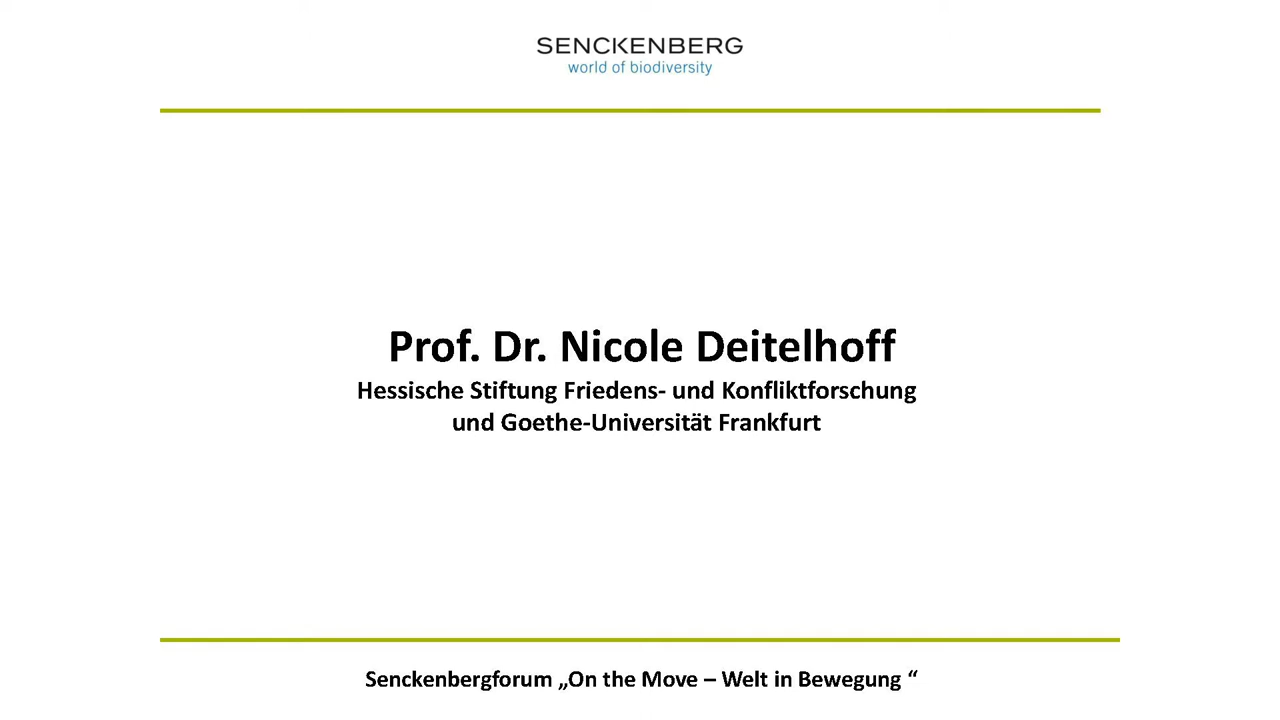 SENCKENBERG
world of biodiversity
Prof. Dr. Nicole Deitelhoff
Hessische Stiftung Friedens- und Konfliktforschung
und Goethe-Universität Frankfurt
Senckenbergforum „On the Move – Welt in Bewegung “